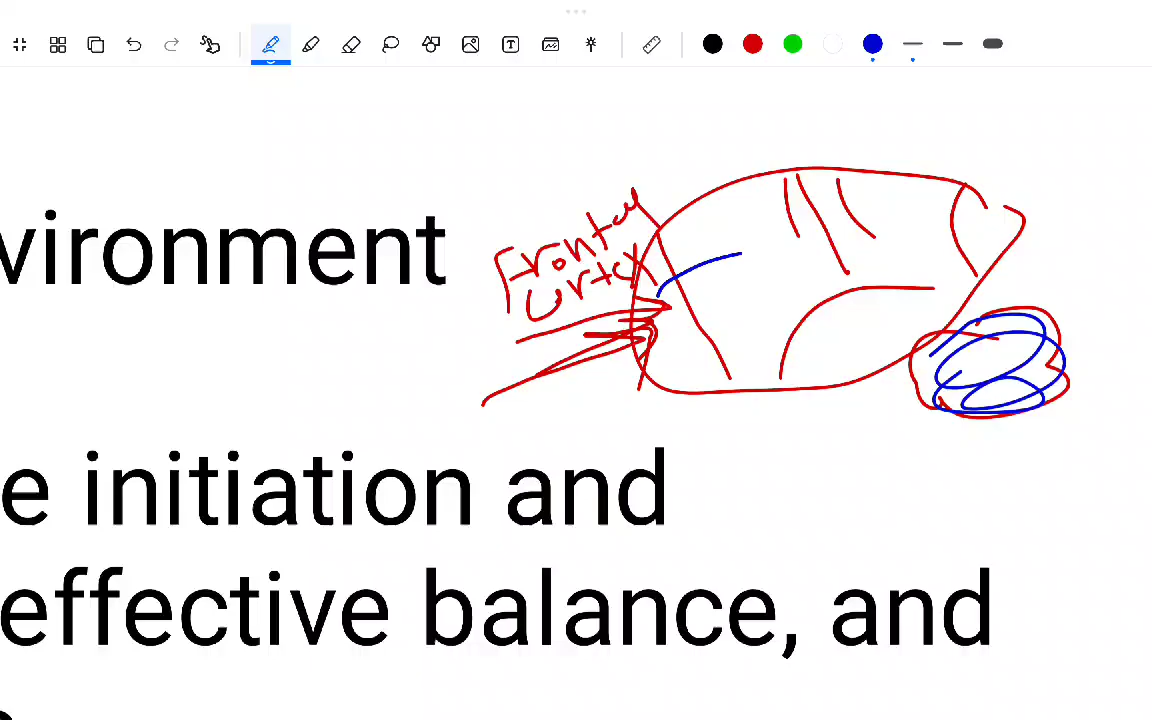 vironment
Frontal
Cortex
e initiation and
effective balance, and